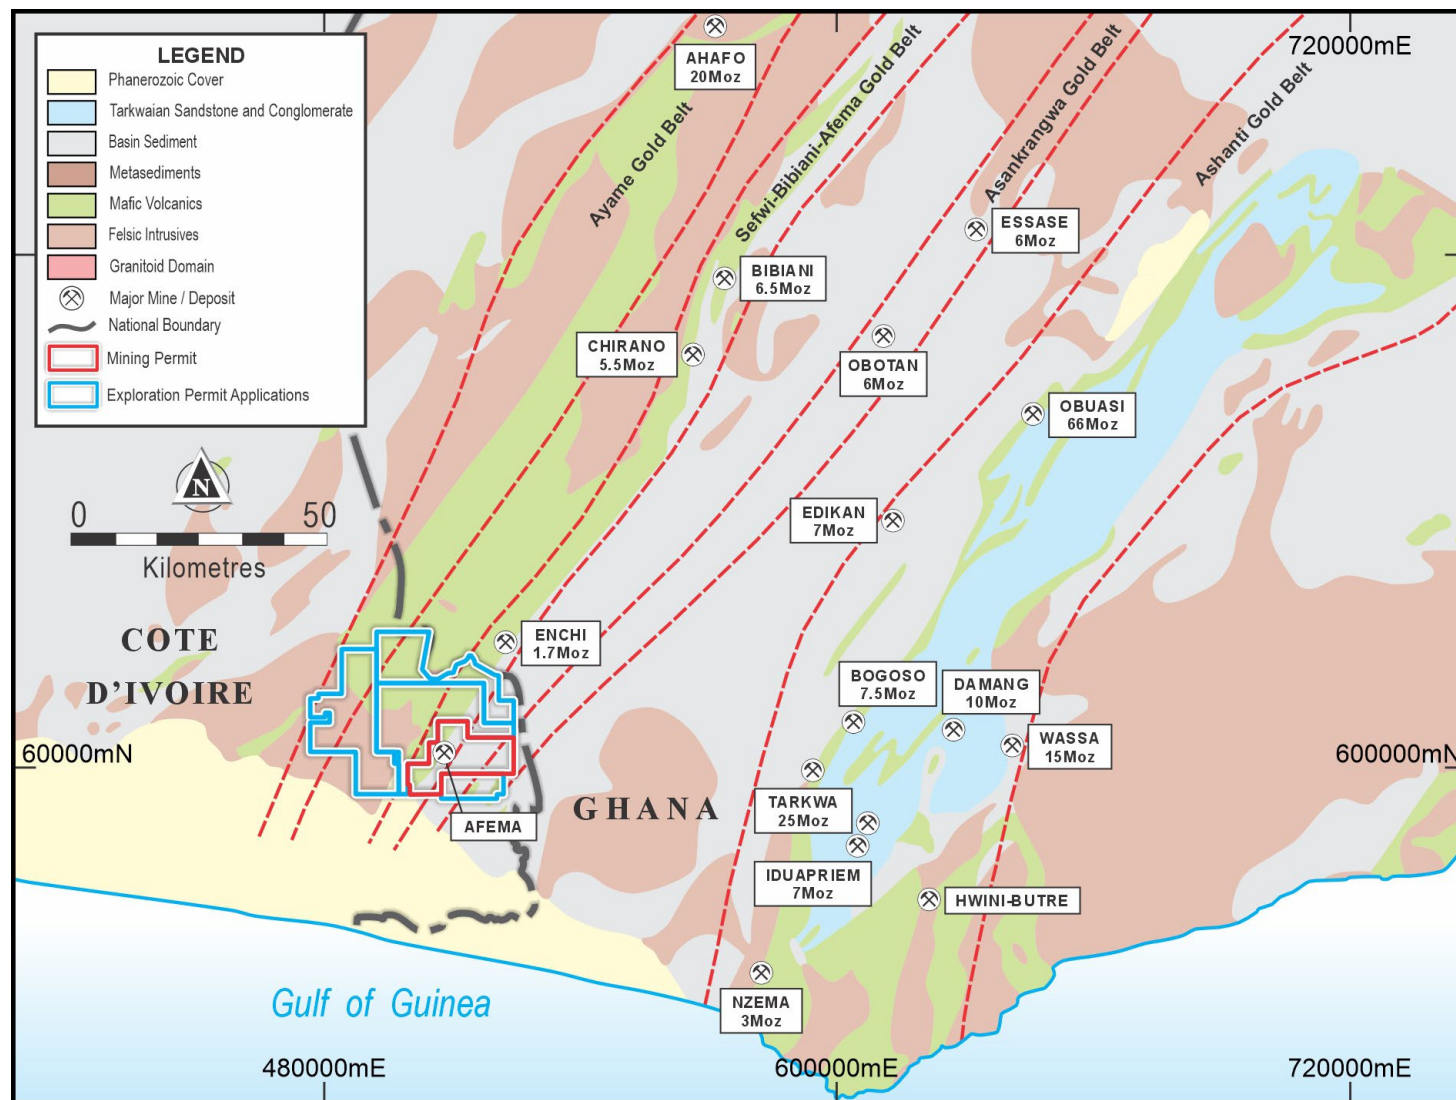 LEGEND
Phanerozoic Cover
Tarkwaian Sandstone and Conglomerate
Basin Sediment
Metasediments
Mafic Volcanics
Felsic Intrusives
Granitoid Domain
Major Mine / Deposit
National Boundary
Mining Permit
Exploration Permit Applications
N
0 50
Kilometres
720000mE
AHAFO
20Moz
Ayame Gold Belt
Sefwi-Bibiani-Afema Gold Belt
Asankrangwa Gold Belt
Ashanti Gold Belt
ESSASE
6Moz
BIBIANI
6.5Moz
CHIRANO
5.5Moz
OBOTAN
6Moz
OBUASI
66Moz
EDIKAN
7Moz
COTE
D'IVOIRE
ENCHI
1.7Moz
BOGOSO
7.5Moz
DAMANG
10Moz
WASSA
15Moz
60000mN
600000mN
TARKWA
25Moz
GHANA
AFEMA
IDUAPRIEM
7Moz
HWINI-BUTRE
NZEMA
3Moz
Gulf of Guinea
480000mE
600000mE
720000mE